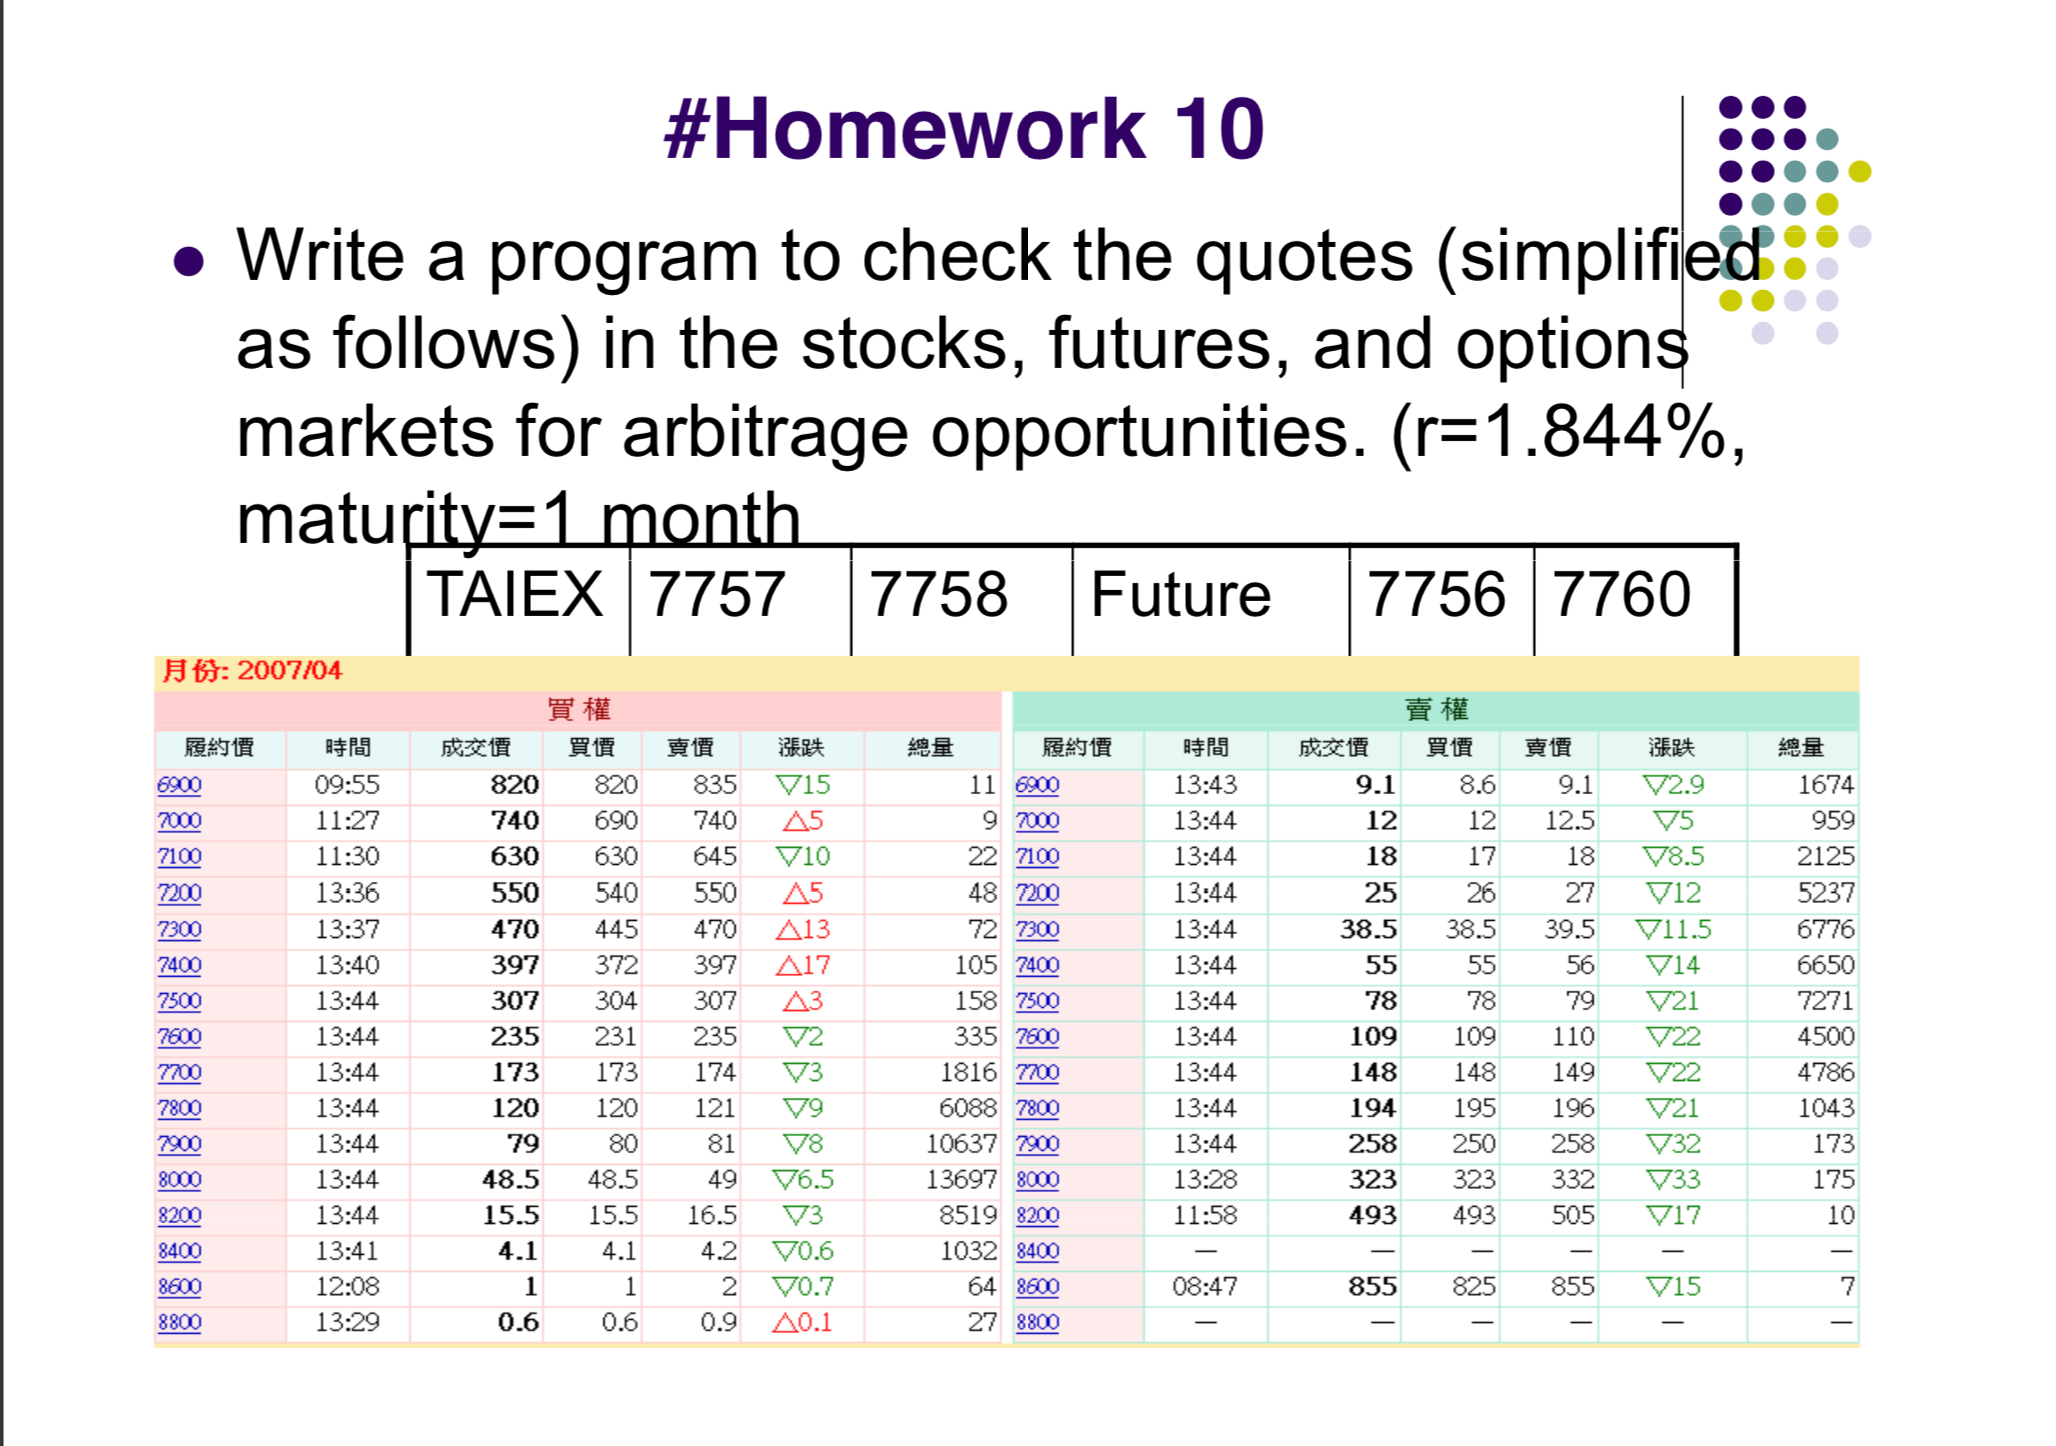 #Homework 10
● Write a program to check the quotes (simplified
as follows) in the stocks, futures, and options
markets for arbitrage opportunities. (r=1.844%,
maturity=1 month
TAIEX 7757 7758 Future 7756 7760
月份: 2007/04
買 權 賣 權
履約價 時間 成交價 買價 賣價 漲跌 總量 履約價 時間 成交價 買價 賣價 漲跌 總量
6900 09:55 820 820 835 ▽15 11 6900 13:43 9.1 8.6 9.1 ▽2.9 1674
7000 11:27 740 690 740 △5 9 7000 13:44 12 12 12.5 ▽5 959
7100 11:30 630 630 645 ▽10 22 7100 13:44 18 17 18 ▽8.5 2125
7200 13:36 550 540 550 △5 48 7200 13:44 25 26 27 ▽12 5237
7300 13:37 470 445 470 △13 72 7300 13:44 38.5 38.5 39.5 ▽11.5 6776
7400 13:40 397 372 397 △17 105 7400 13:44 55 55 56 ▽14 6650
7500 13:44 307 304 307 △3 158 7500 13:44 78 78 79 ▽21 7271
7600 13:44 235 231 235 ▽2 335 7600 13:44 109 109 110 ▽22 4500
7700 13:44 173 173 174 ▽3 1816 7700 13:44 148 148 149 ▽22 4786
7800 13:44 120 120 121 ▽9 6088 7800 13:44 194 195 196 ▽21 1043
7900 13:44 79 80 81 ▽8 10637 7900 13:44 258 250 258 ▽32 173
8000 13:44 48.5 48.5 49 ▽6.5 13697 8000 13:28 323 323 332 ▽33 175
8200 13:44 15.5 15.5 16.5 ▽3 8519 8200 11:58 493 493 505 ▽17 10
8400 13:41 4.1 4.1 4.2 ▽0.6 1032 8400 — — — — — —
8600 12:08 1 1 2 ▽0.7 64 8600 08:47 855 825 855 ▽15 7
8800 13:29 0.6 0.6 0.9 △0.1 27 8800 — — — — — —